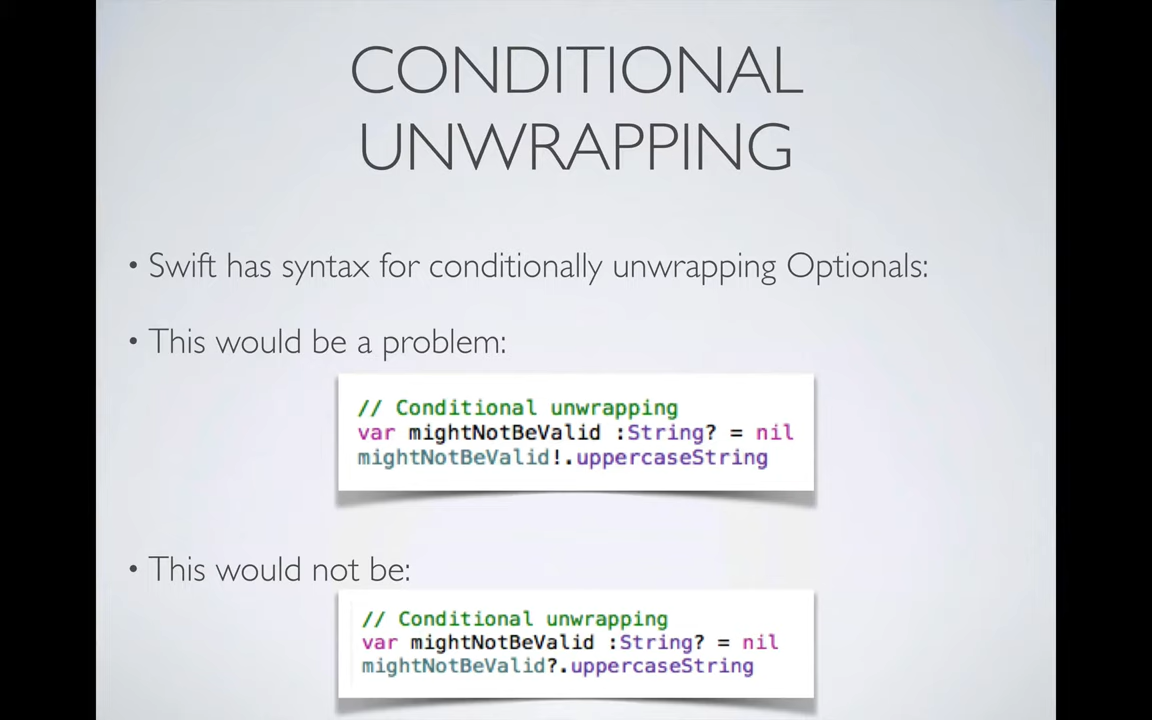 CONDITIONAL
UNWRAPPING
• Swift has syntax for conditionally unwrapping Optionals:
• This would be a problem:
// Conditional unwrapping
var mightNotBeValid :String? = nil
mightNotBeValid!.uppercaseString
• This would not be:
// Conditional unwrapping
var mightNotBeValid :String? = nil
mightNotBeValid?.uppercaseString